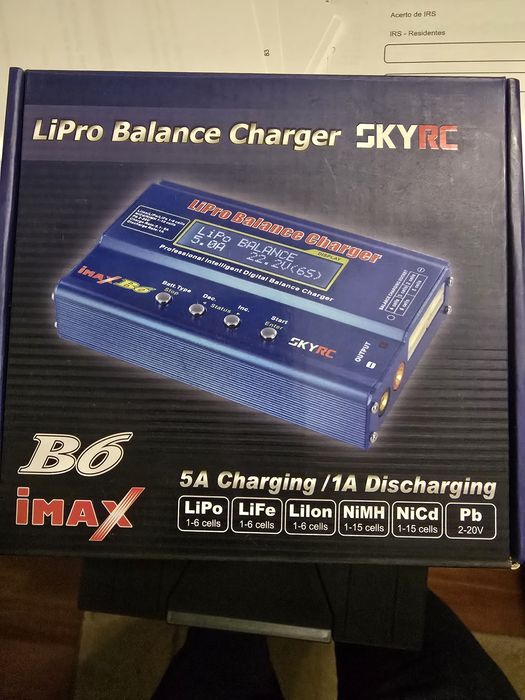 Acerto de IRS
IRS - Residentes
LiPro Balance Charger SKYRC
LiPro Balance Charger
LiPo BALANCE
5.0A 22.2V(6S)
DISPLAY
Professional Intelligent Digital Balance Charger
iMAX B6
Batt.Type
Stop
Dec.
Status
Inc.
Start
Enter
SKYRC
OUTPUT
B6
iMAX
5A Charging /1A Discharging
LiPo
1-6 cells
LiFe
1-6 cells
LiIon
1-6 cells
NiMH
1-15 cells
NiCd
1-15 cells
Pb
2-20V